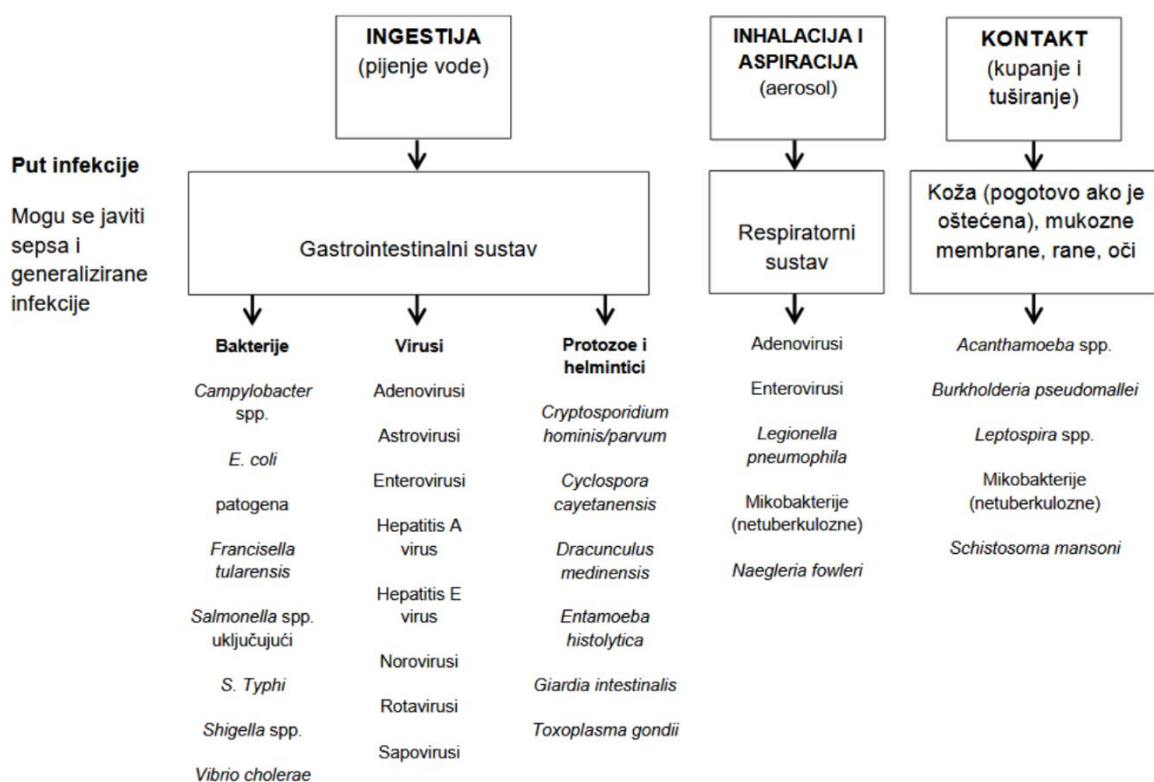 INGESTIJA
(pijenje vode)
INHALACIJA I
ASPIRACIJA
(aerosol)
KONTAKT
(kupanje i
tuširanje)
Put infekcije
Mogu se javiti
sepsa i
generalizirane
infekcije
Gastrointestinalni sustav
Respiratorni
sustav
Koža (pogotovo ako je
oštećena), mukozne
membrane, rane, oči
Bakterije
Campylobacter
spp.
E. coli
patogena
Francisella
tularensis
Salmonella spp.
uključujući
S. Typhi
Shigella spp.
Vibrio cholerae
Virusi
Adenovirusi
Astrovirusi
Enterovirusi
Hepatitis A
virus
Hepatitis E
virus
Norovirusi
Rotavirusi
Sapovirusi
Protozoe i
helmintici
Cryptosporidium
hominis/parvum
Cyclospora
cayetanensis
Dracunculus
medinensis
Entamoeba
histolytica
Giardia intestinalis
Toxoplasma gondii
Adenovirusi
Enterovirusi
Legionella
pneumophila
Mikobakterije
(netuberkulozne)
Naegleria fowleri
Acanthamoeba spp.
Burkholderia pseudomallei
Leptospira spp.
Mikobakterije
(netuberkulozne)
Schistosoma mansoni